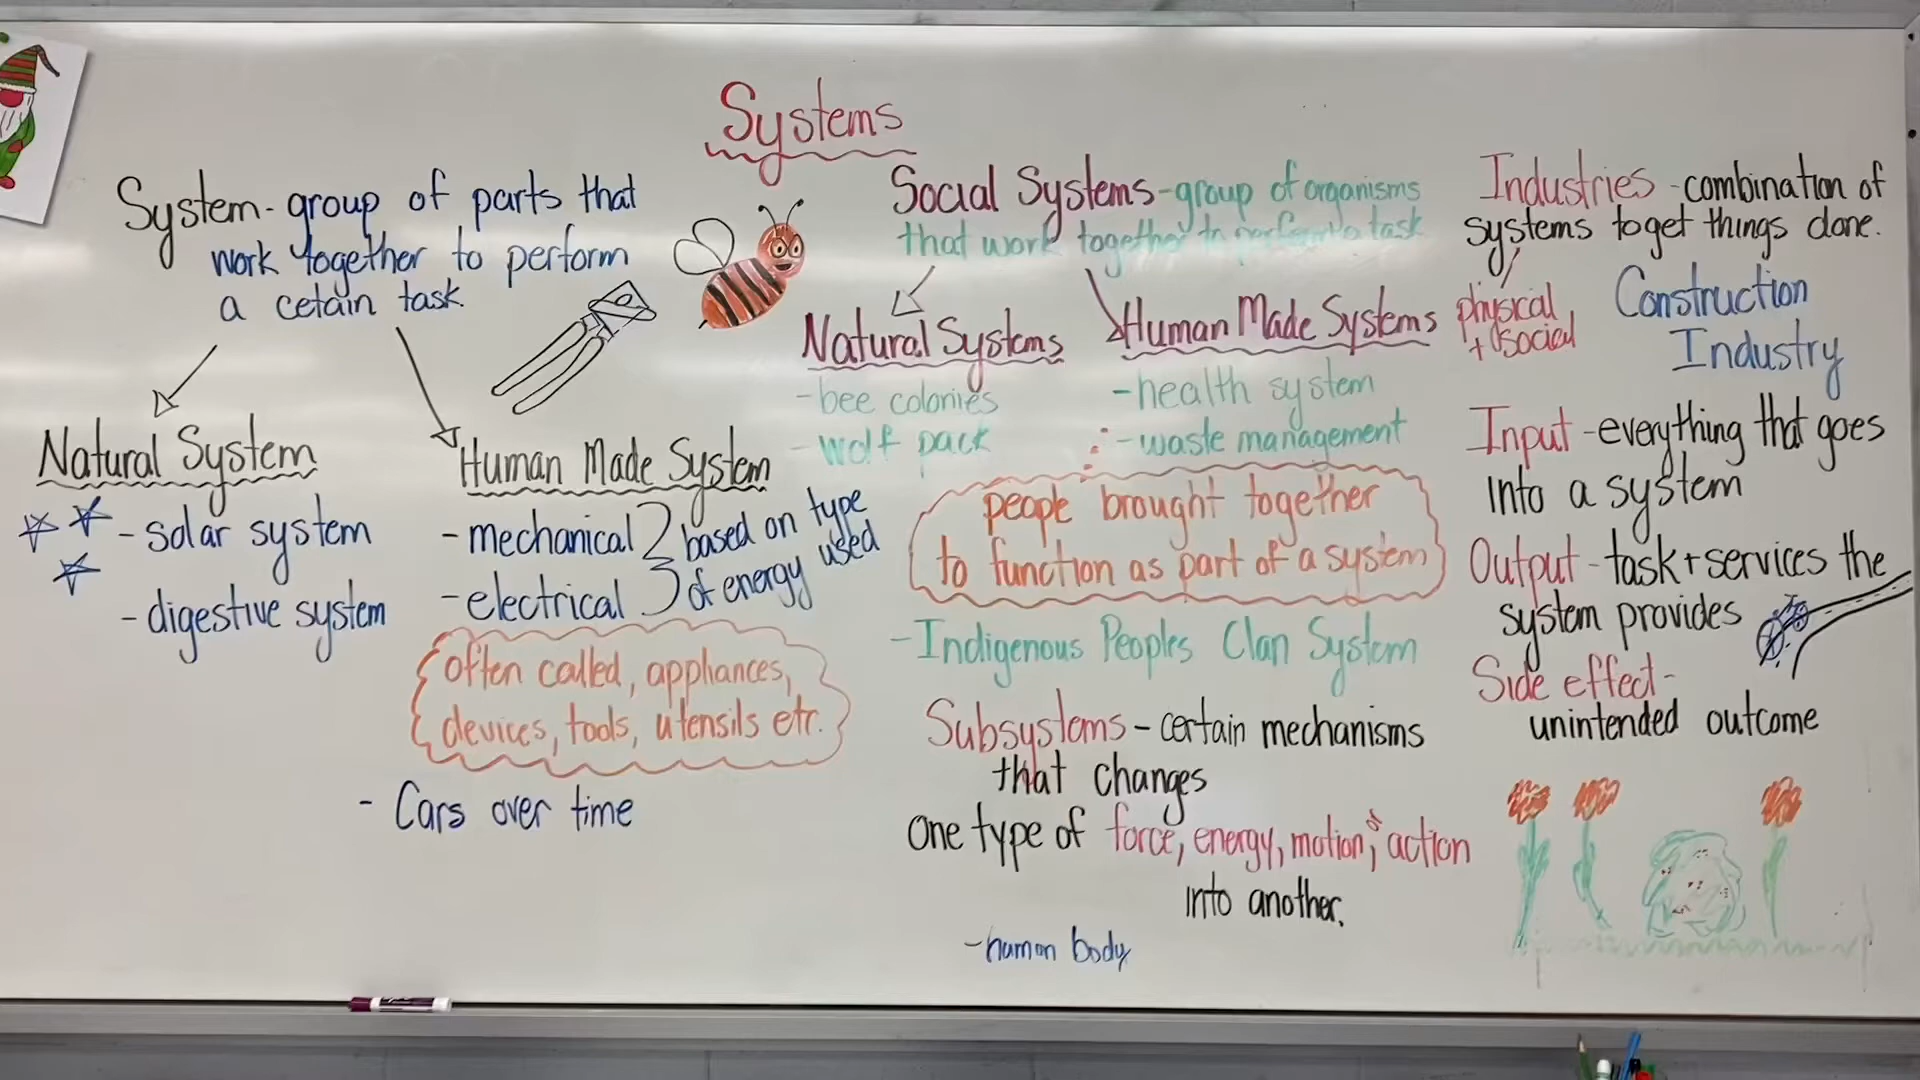 Systems
System - group of parts that
work together to perform
a cetain task.
Natural System
- solar system
- digestive system
Human Made System
- mechanical
- electrical
based on type
of energy used
often called, appliances,
devices, tools, utensils etc.
- Cars over time
Social Systems - group of organisms
that work together to perform a task
Natural Systems
- bee colonies
- wolf pack
Human Made Systems
- health system
- waste management
people brought together
to function as part of a system
- Indigenous Peoples Clan System
Subsystems - certain mechanisms
that changes
one type of force, energy, motion, or action
into another.
- human body
Industries - combination of
systems to get things done.
physical
+ social
Construction
Industry
Input - everything that goes
into a system
Output - task + services the
system provides
Side effect -
unintended outcome